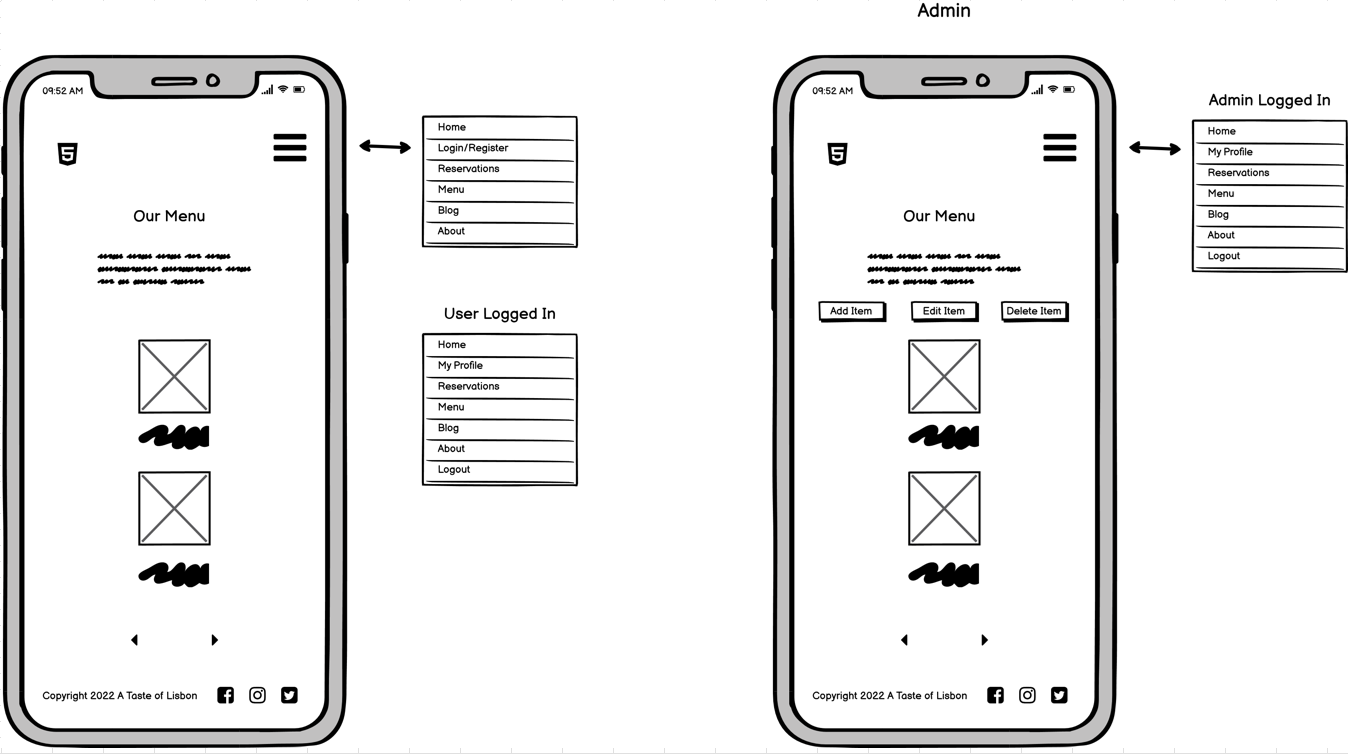 Admin
09:52 AM
5
Our Menu
Copyright 2022 A Taste of Lisbon
Home
Login/Register
Reservations
Menu
Blog
About
User Logged In
Home
My Profile
Reservations
Menu
Blog
About
Logout
09:52 AM
5
Our Menu
Add Item Edit Item Delete Item
Copyright 2022 A Taste of Lisbon
Admin Logged In
Home
My Profile
Reservations
Menu
Blog
About
Logout